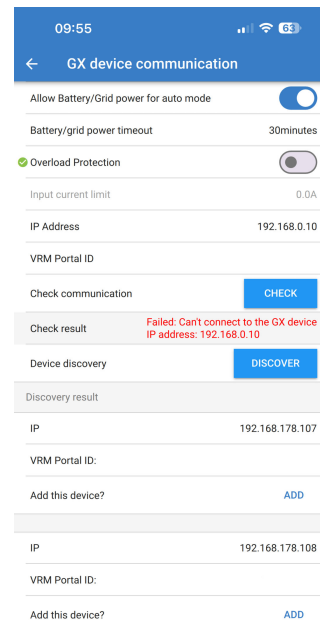 09:55
63
GX device communication
Allow Battery/Grid power for auto mode
Battery/grid power timeout 30minutes
Overload Protection
Input current limit 0.0A
IP Address 192.168.0.10
VRM Portal ID
Check communication CHECK
Check result Failed: Can't connect to the GX device
IP address: 192.168.0.10
Device discovery DISCOVER
Discovery result
IP 192.168.178.107
VRM Portal ID:
Add this device? ADD
IP 192.168.178.108
VRM Portal ID:
Add this device? ADD